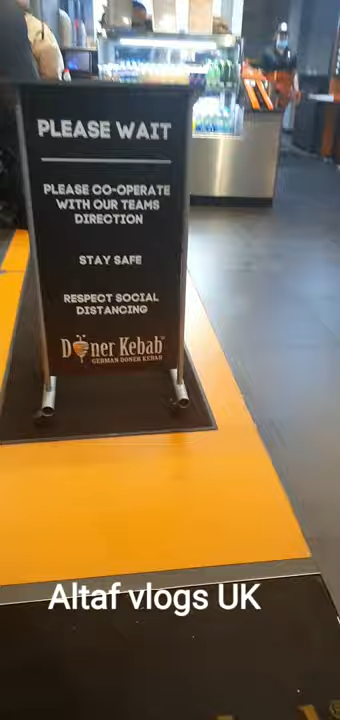 PLEASE WAIT
PLEASE CO-OPERATE
WITH OUR TEAMS
DIRECTION
STAY SAFE
RESPECT SOCIAL
DISTANCING
Döner Kebab
GERMAN DONER KEBAB
Altaf vlogs UK